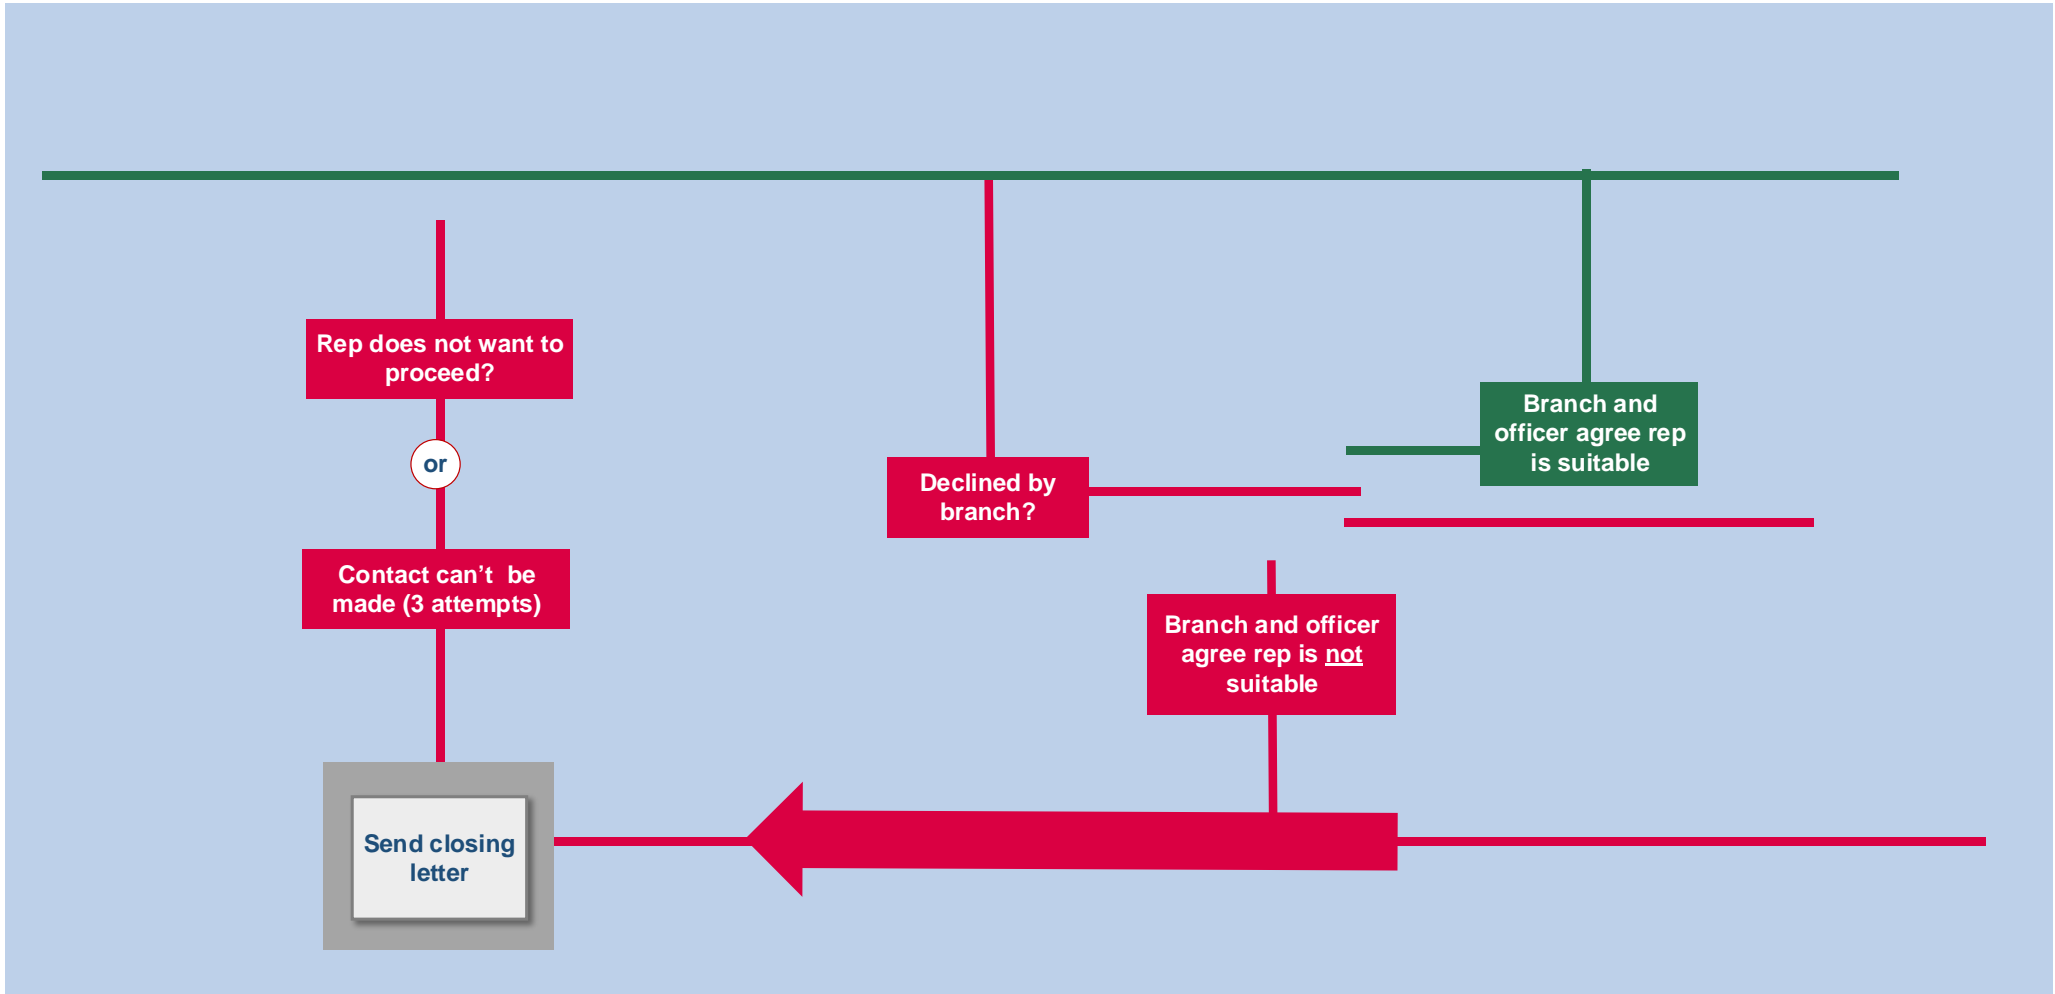 Rep does not want to
proceed?
or
Contact can’t  be
made (3 attempts)
Send closing
letter
Declined by
branch?
Branch and officer
agree rep is not
suitable
Branch and
officer agree rep
is suitable